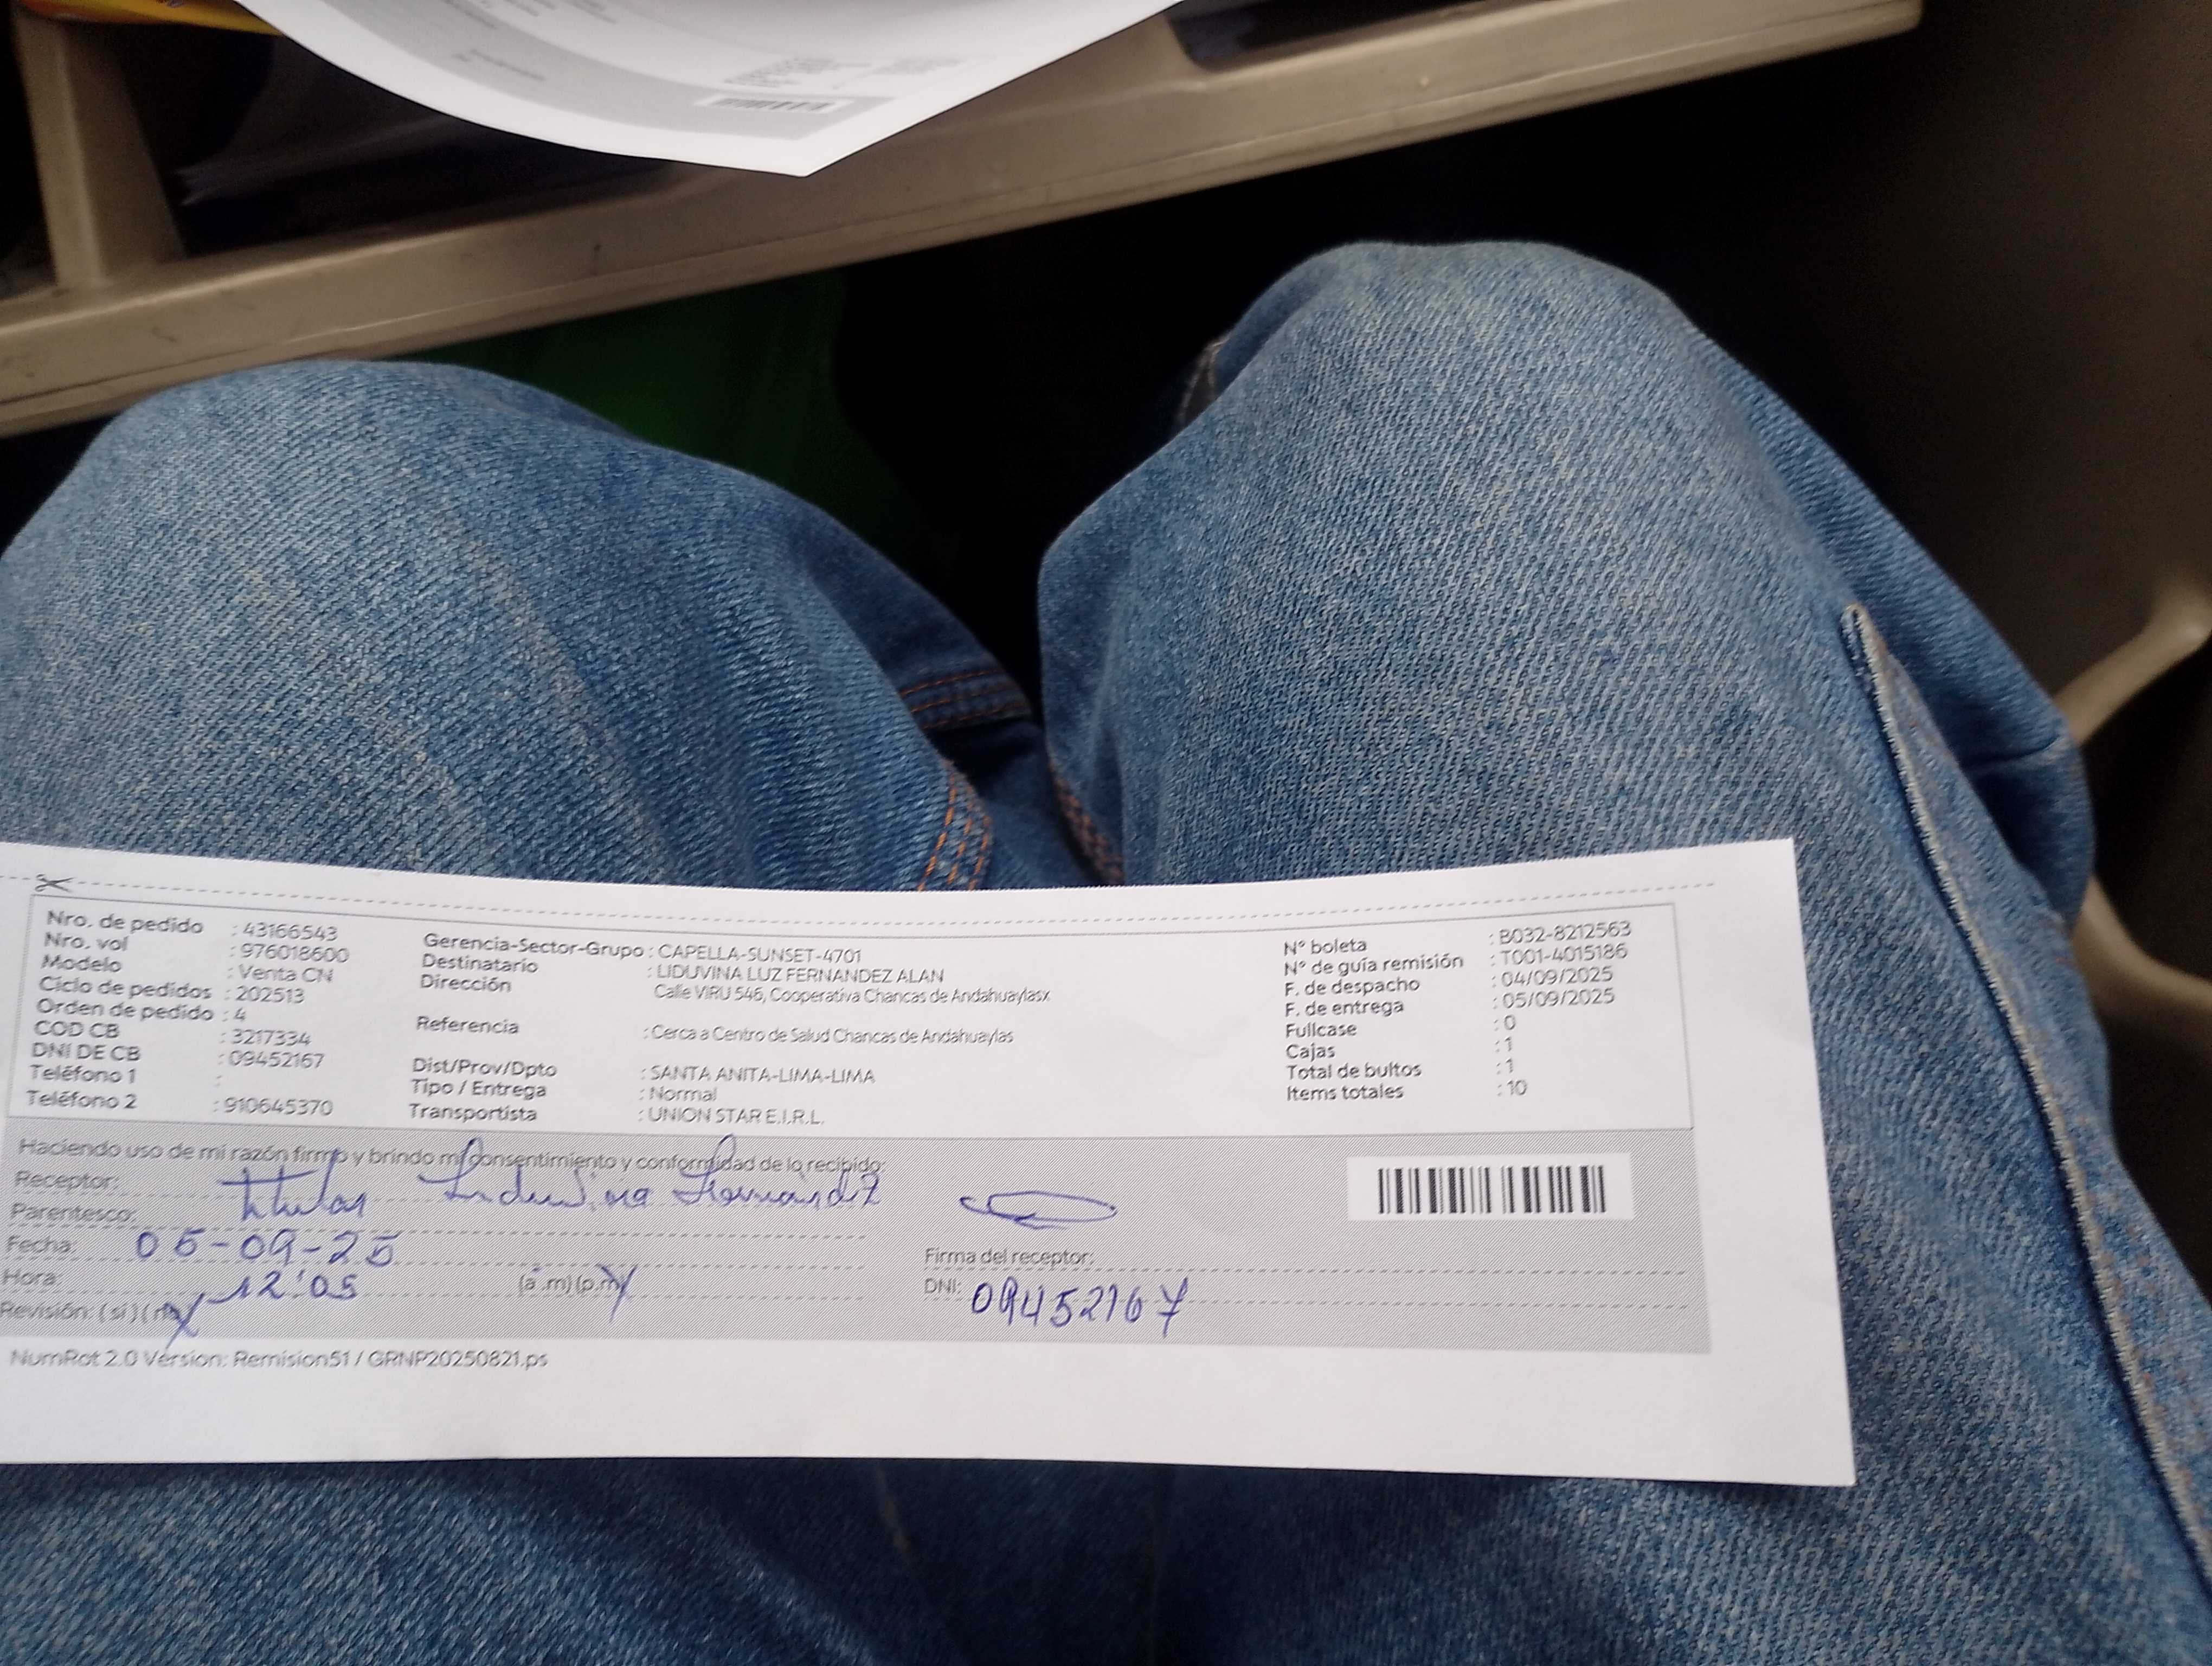 Nro. de pedido : 43166543
Nro. vol : 976018600
Modelo : Venta CN
Ciclo de pedidos : 202513
Orden de pedido : 4
COD CB : 3217334
DNI DE CB : 09452167
Teléfono 1 :
Teléfono 2 : 910645370
Gerencia-Sector-Grupo : CAPELLA-SUNSET-4701
Destinatario : LIDUVINA LUZ FERNANDEZ ALAN
Dirección Calle VIRU 546, Cooperativa Chancas de Andahuaylasx
Referencia : Cerca a Centro de Salud Chancas de Andahuaylas
Dist/Prov/Dpto : SANTA ANITA-LIMA-LIMA
Tipo / Entrega : Normal
Transportista : UNION STAR E.I.R.L.
N° boleta : B032-8212563
N° de guía remisión : T001-4015186
F. de despacho : 04/09/2025
F. de entrega : 05/09/2025
Fullcase : 0
Cajas : 1
Total de bultos : 1
Items totales : 10
Haciendo uso de mi razón firmo y brindo mi consentimiento y conformidad de lo recibido:
Receptor: Liduvina Fernandez
Parentesco: titular
Fecha: 05-09-25
Hora: 12:05 (a.m) (p.m)
Revisión: (si) (no)
Firma del receptor:
DNI: 09452167
NumRot 2.0 Version: Remision51 / GRNP20250821.ps